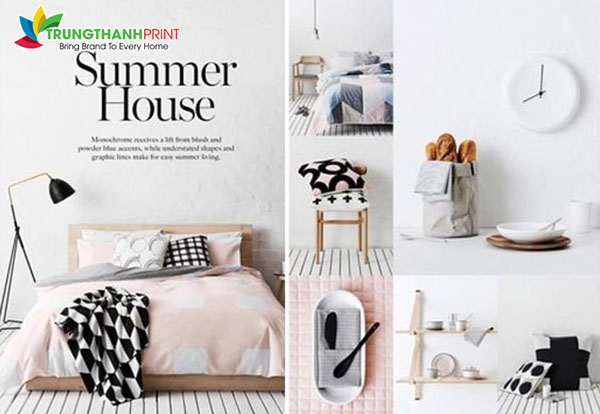 TRUNGTHANHPRINT
Bring Brand To Every Home
Summer
House
Monochrome receives a lift from blush and
powder blue accents, while understated shapes and
graphic lines make for easy summer living.